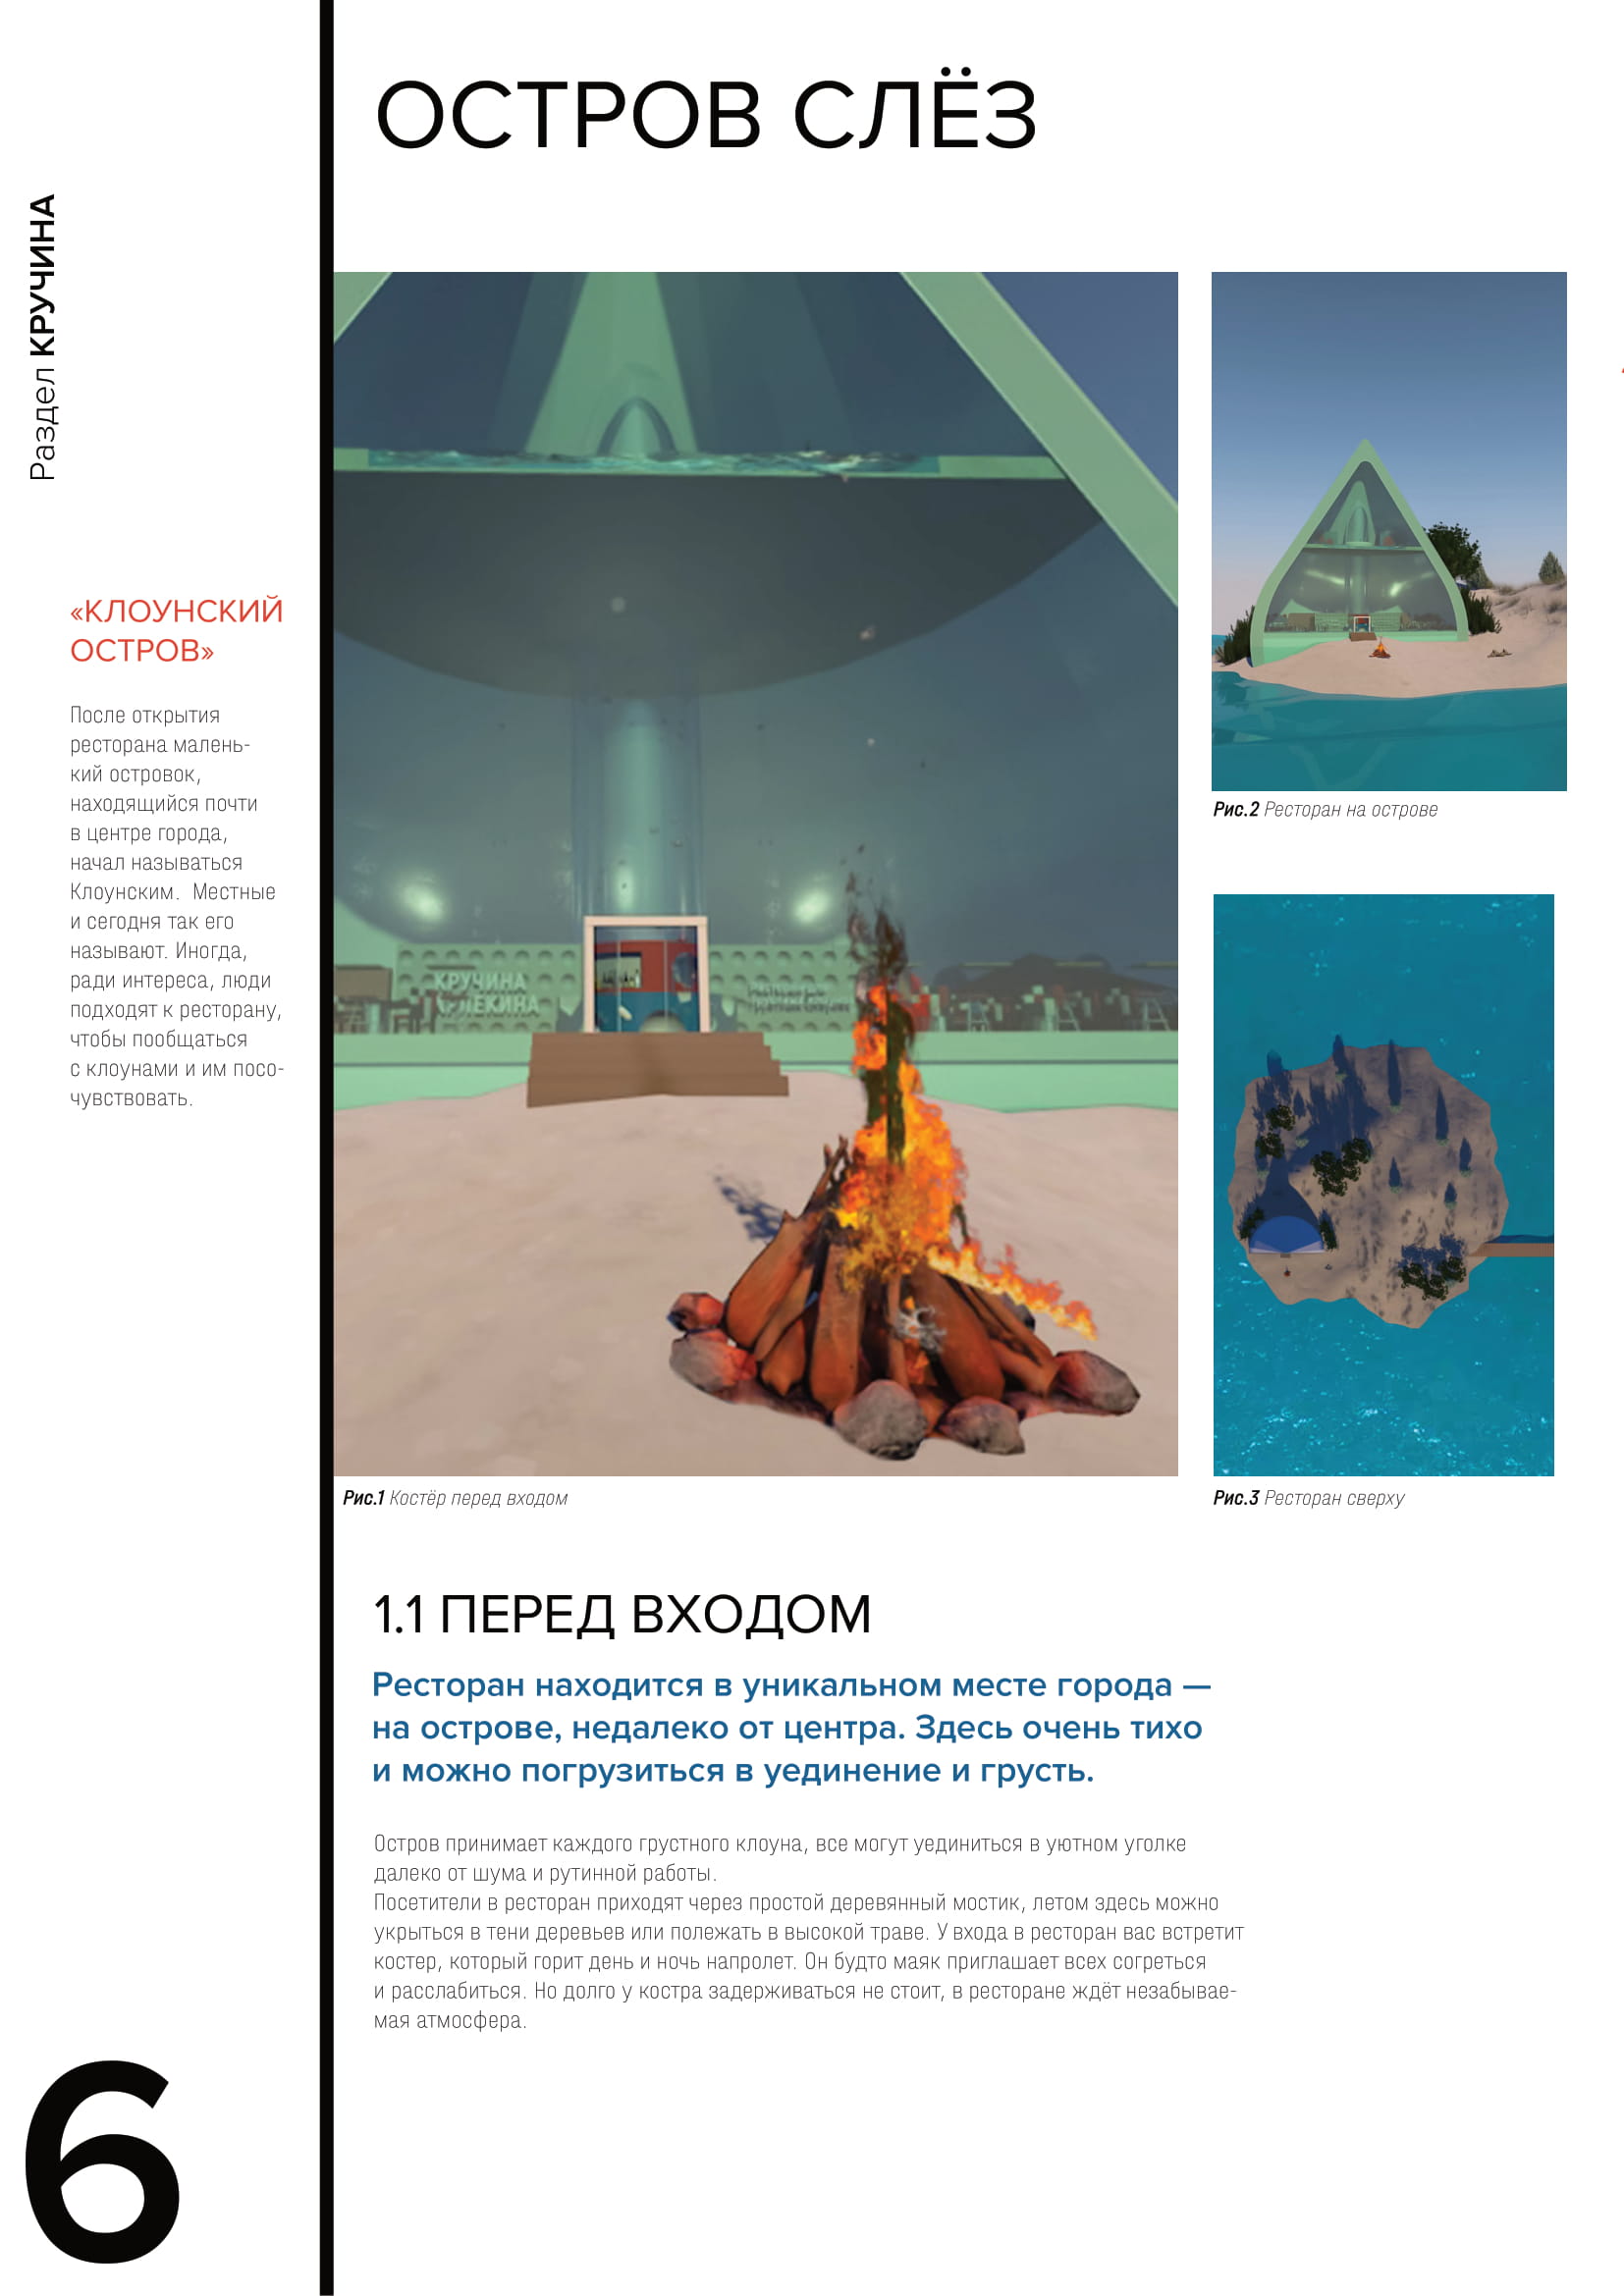 ОСТРОВ СЛЁЗ
Раздел КРУЧИНА
«КЛОУНСКИЙ
ОСТРОВ»
После открытия
ресторана малень-
кий островок,
находящийся почти
в центре города,
начал называться
Клоунским. Местные
и сегодня так его
называют. Иногда,
ради интереса, люди
подходят к ресторану,
чтобы пообщаться
с клоунами и им посо-
чувствовать.
КРУЧИНА
Рис.1 Костёр перед входом
Рис.2 Ресторан на острове
Рис.3 Ресторан сверху
1.1 ПЕРЕД ВХОДОМ
Ресторан находится в уникальном месте города —
на острове, недалеко от центра. Здесь очень тихо
и можно погрузиться в уединение и грусть.
Остров принимает каждого грустного клоуна, все могут уединиться в уютном уголке
далеко от шума и рутинной работы.
Посетители в ресторан приходят через простой деревянный мостик, летом здесь можно
укрыться в тени деревьев или полежать в высокой траве. У входа в ресторан вас встретит
костер, который горит день и ночь напролет. Он будто маяк приглашает всех согреться
и расслабиться. Но долго у костра задерживаться не стоит, в ресторане ждёт незабывае-
мая атмосфера.
6